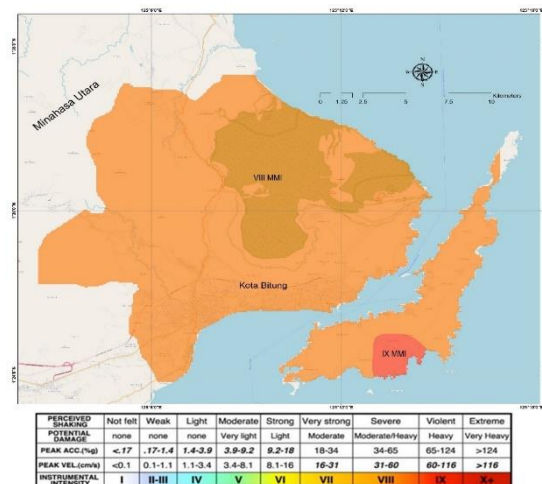 Minahasa Utara
Kilometers
0 1.25 2.5 5 7.5 10
VIII MMI
Kota Bitung
IX MMI
PERCEIVED SHAKING Not felt Weak Light Moderate Strong Very strong Severe Violent Extreme
POTENTIAL DAMAGE none none none Very light Light Moderate Moderate/Heavy Heavy Very Heavy
PEAK ACC.(%g) <.17 .17-1.4 1.4-3.9 3.9-9.2 9.2-18 18-34 34-65 65-124 >124
PEAK VEL.(cm/s) <0.1 0.1-1.1 1.1-3.4 3.4-8.1 8.1-16 16-31 31-60 60-116 >116
INSTRUMENTAL INTENSITY I II-III IV V VI VII VIII IX X+